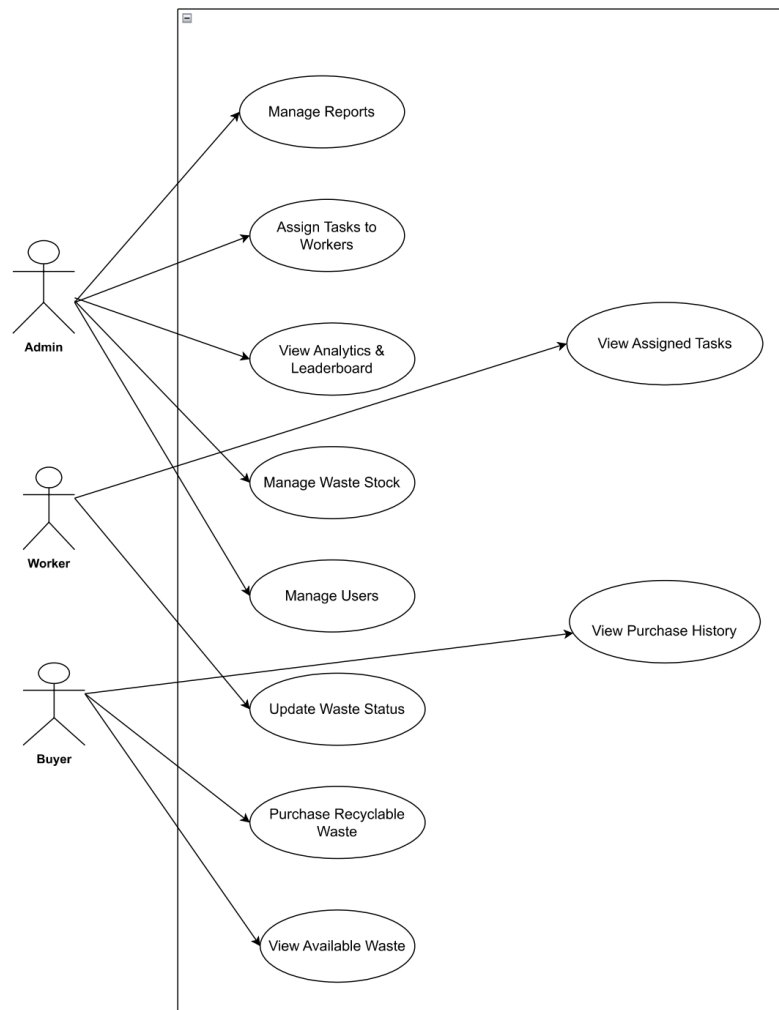 Manage Reports
Assign Tasks to
Workers
Admin
View Analytics &
Leaderboard
View Assigned Tasks
Manage Waste Stock
Worker
Manage Users
View Purchase History
Buyer
Update Waste Status
Purchase Recyclable
Waste
View Available Waste